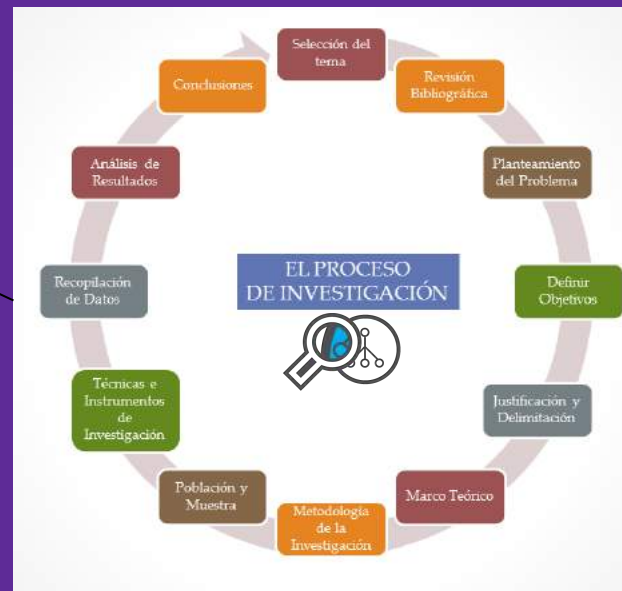 Selección del
tema
Revisión
Bibliográfica
Planteamiento
del Problema
Definir
Objetivos
Justificación y
Delimitación
Marco Teórico
Metodología
de la
Investigación
Población y
Muestra
Técnicas e
Instrumentos
de
Investigación
Recopilación
de Datos
Análisis de
Resultados
Conclusiones
EL PROCESO
DE INVESTIGACIÓN